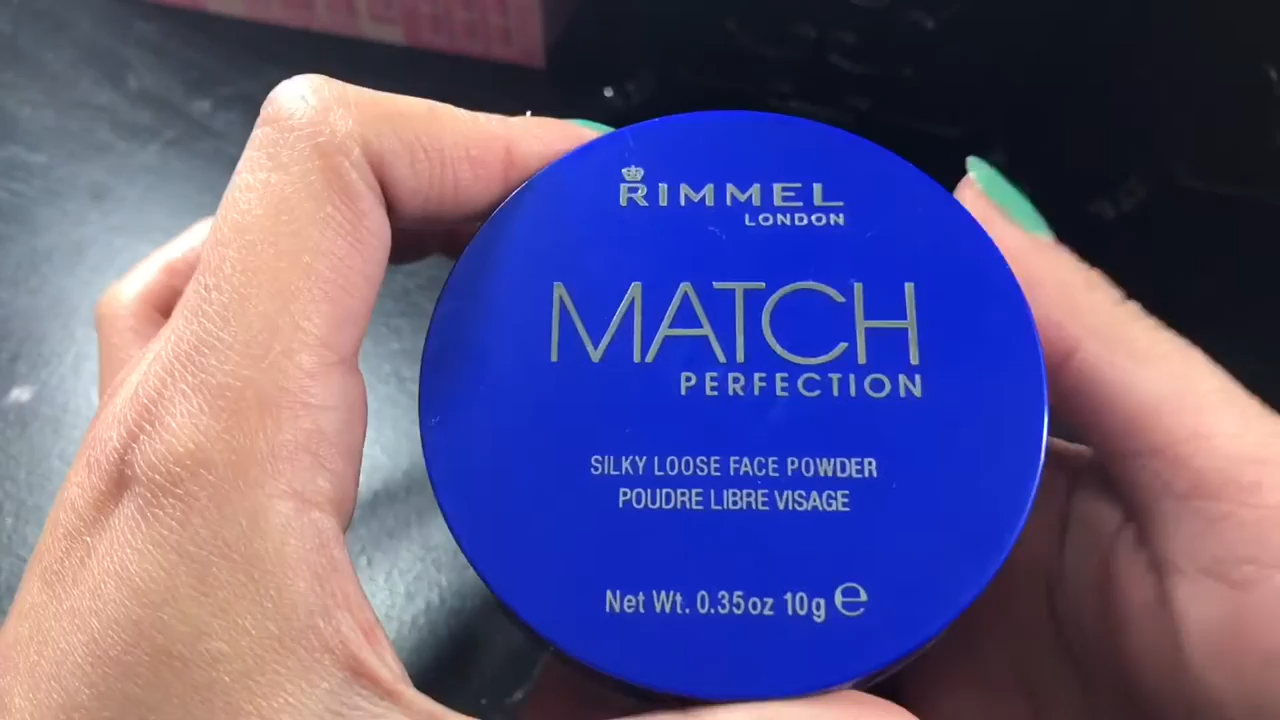 RIMMEL
LONDON
MATCH
PERFECTION
SILKY LOOSE FACE POWDER
POUDRE LIBRE VISAGE
Net Wt. 0.35oz 10g ℮